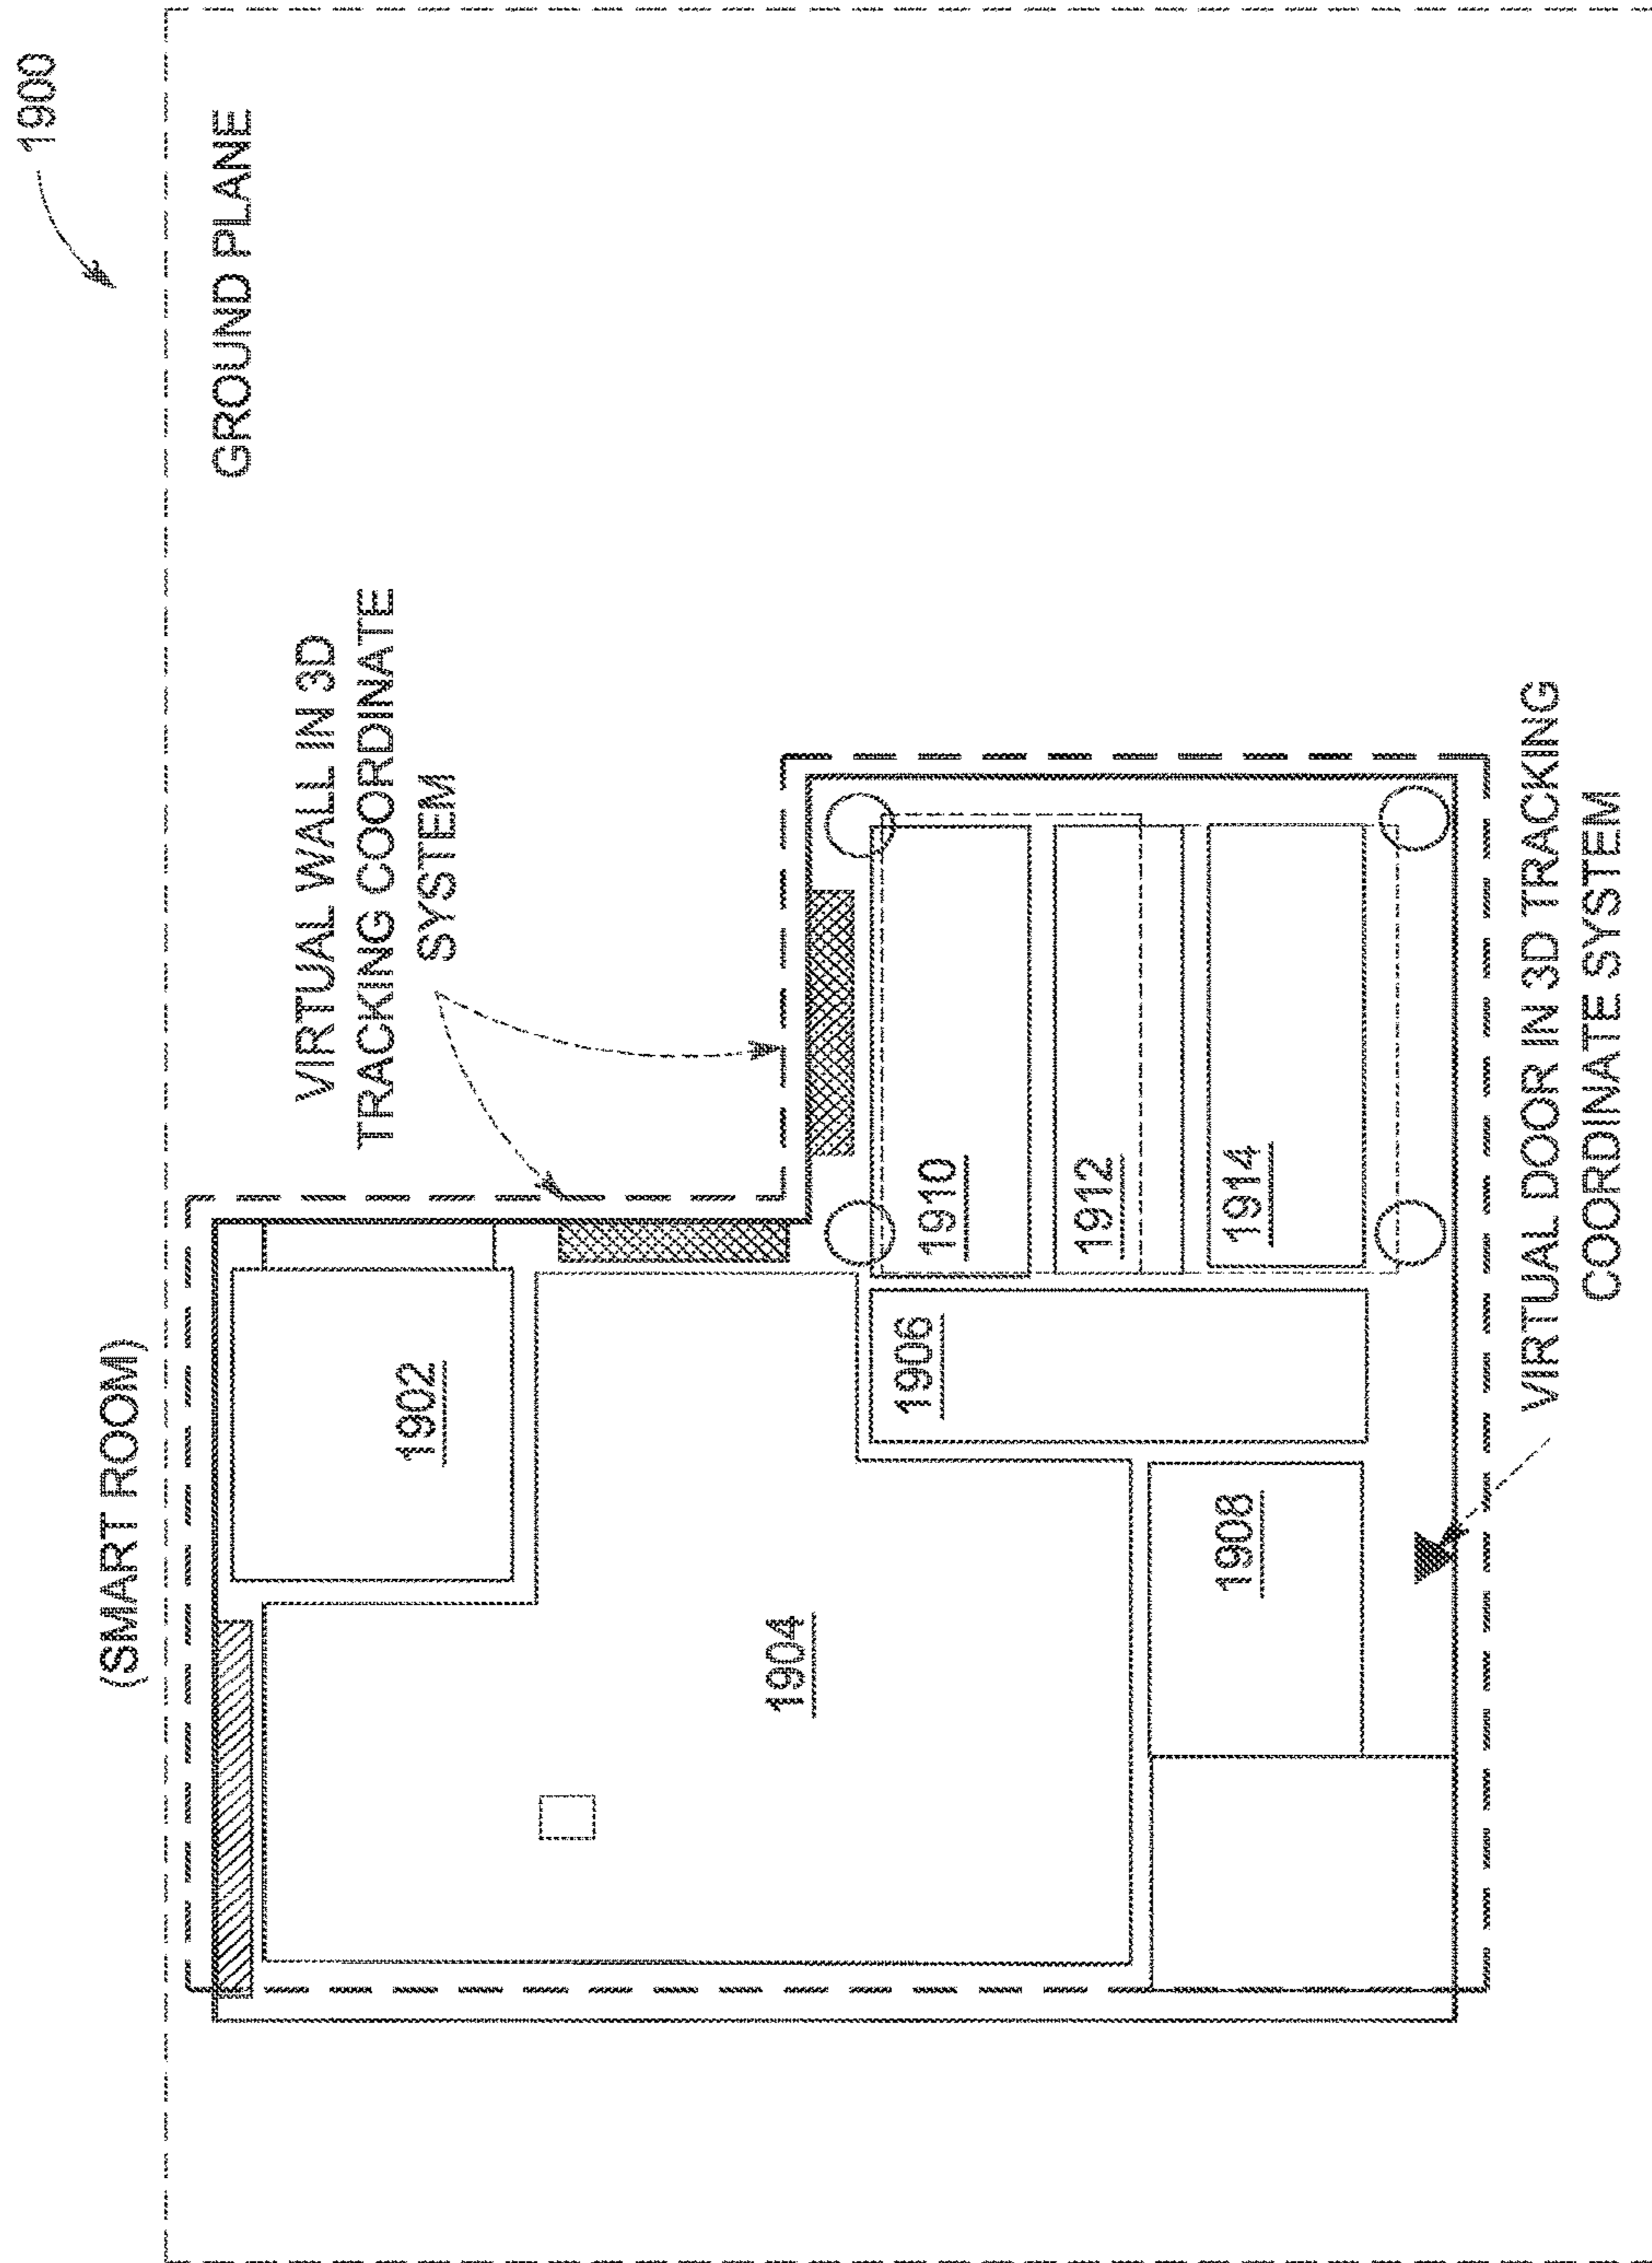 1900
GROUND PLANE
(SMART ROOM)
VIRTUAL WALL IN 3D
TRACKING COORDINATE
SYSTEM
1902
1904
1906
1908
1910
1912
1914
VIRTUAL DOOR IN 3D TRACKING
COORDINATE SYSTEM